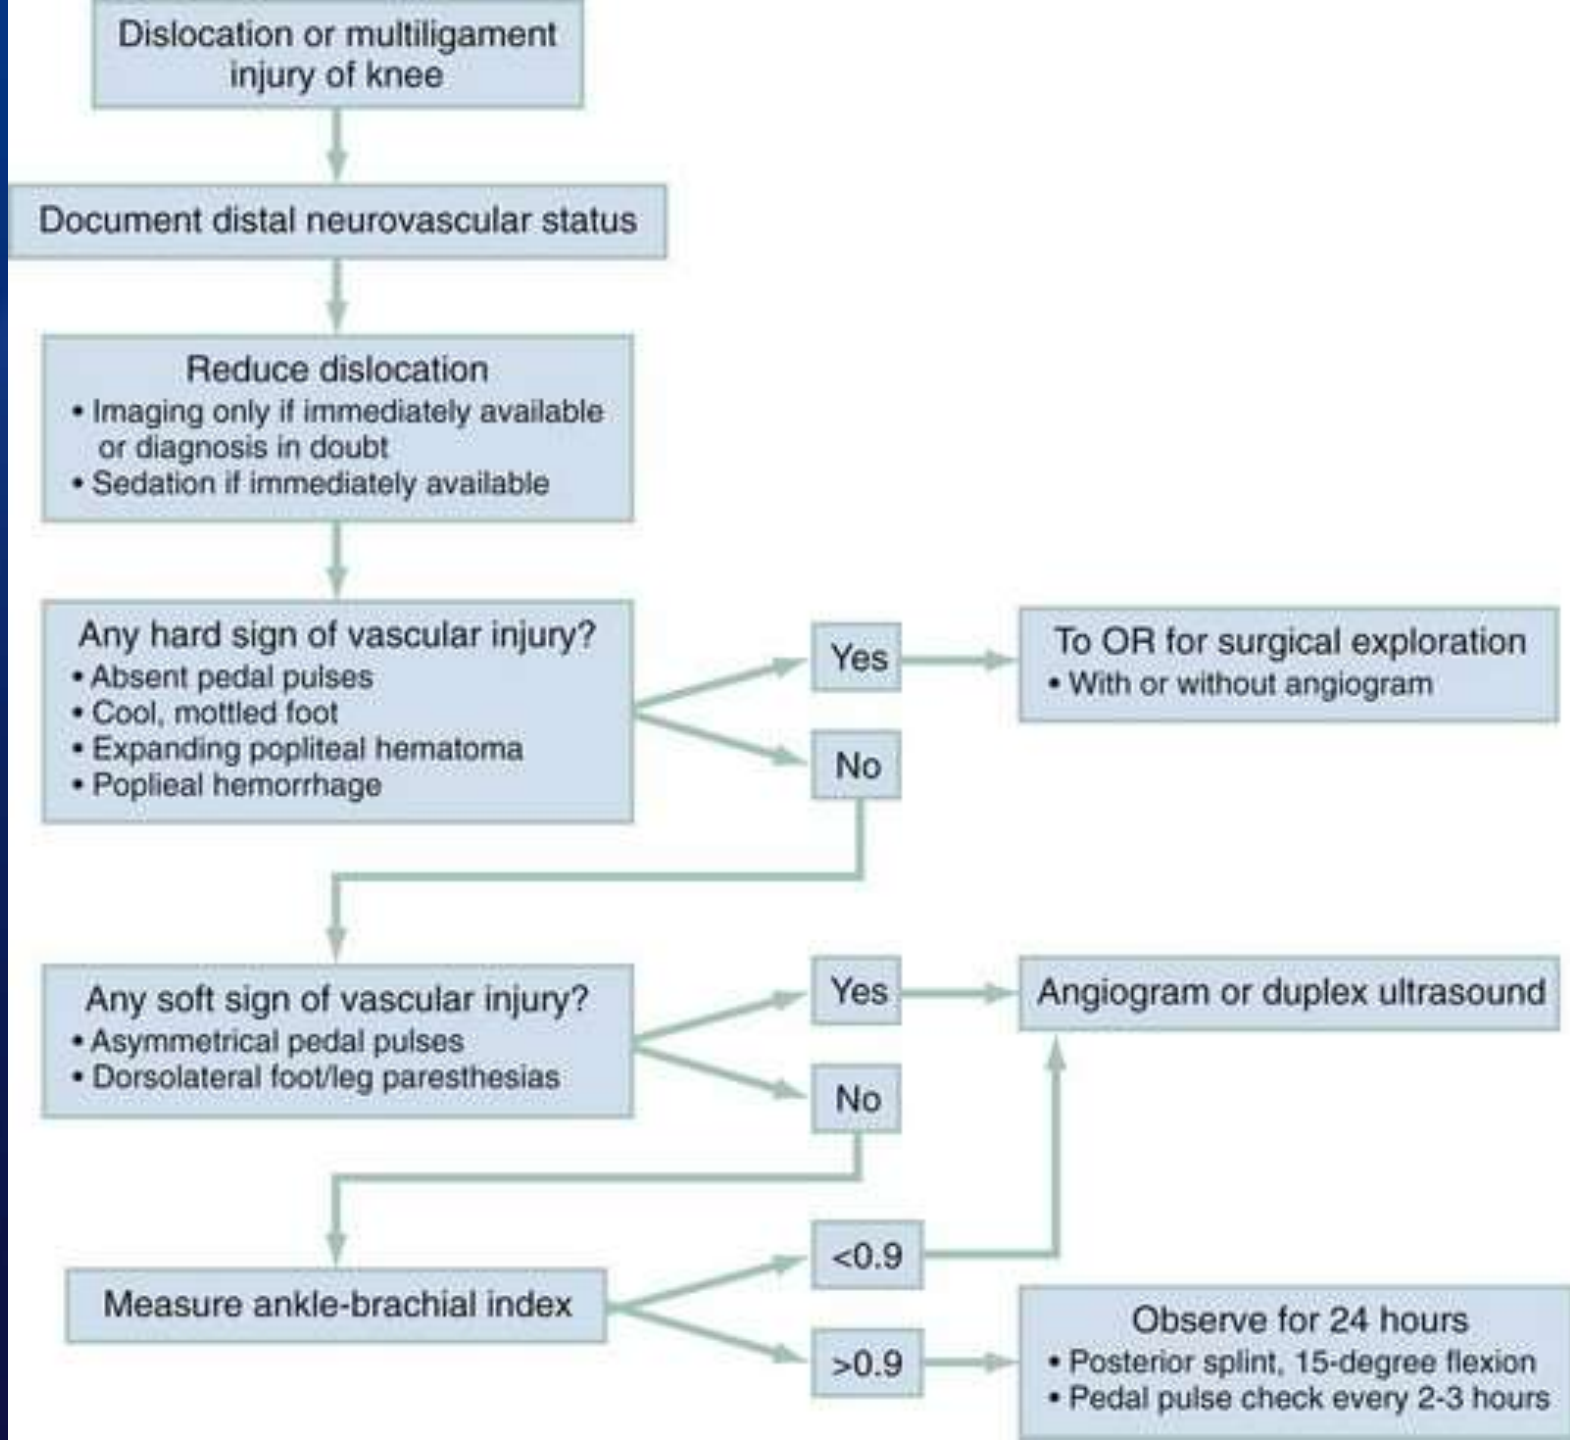 Dislocation or multiligament
injury of knee
Document distal neurovascular status
Reduce dislocation
• Imaging only if immediately available
or diagnosis in doubt
• Sedation if immediately available
Any hard sign of vascular injury?
• Absent pedal pulses
• Cool, mottled foot
• Expanding popliteal hematoma
• Poplieal hemorrhage
Yes
To OR for surgical exploration
• With or without angiogram
No
Any soft sign of vascular injury?
• Asymmetrical pedal pulses
• Dorsolateral foot/leg paresthesias
Yes
Angiogram or duplex ultrasound
No
Measure ankle-brachial index
<0.9
>0.9
Observe for 24 hours
• Posterior splint, 15-degree flexion
• Pedal pulse check every 2-3 hours